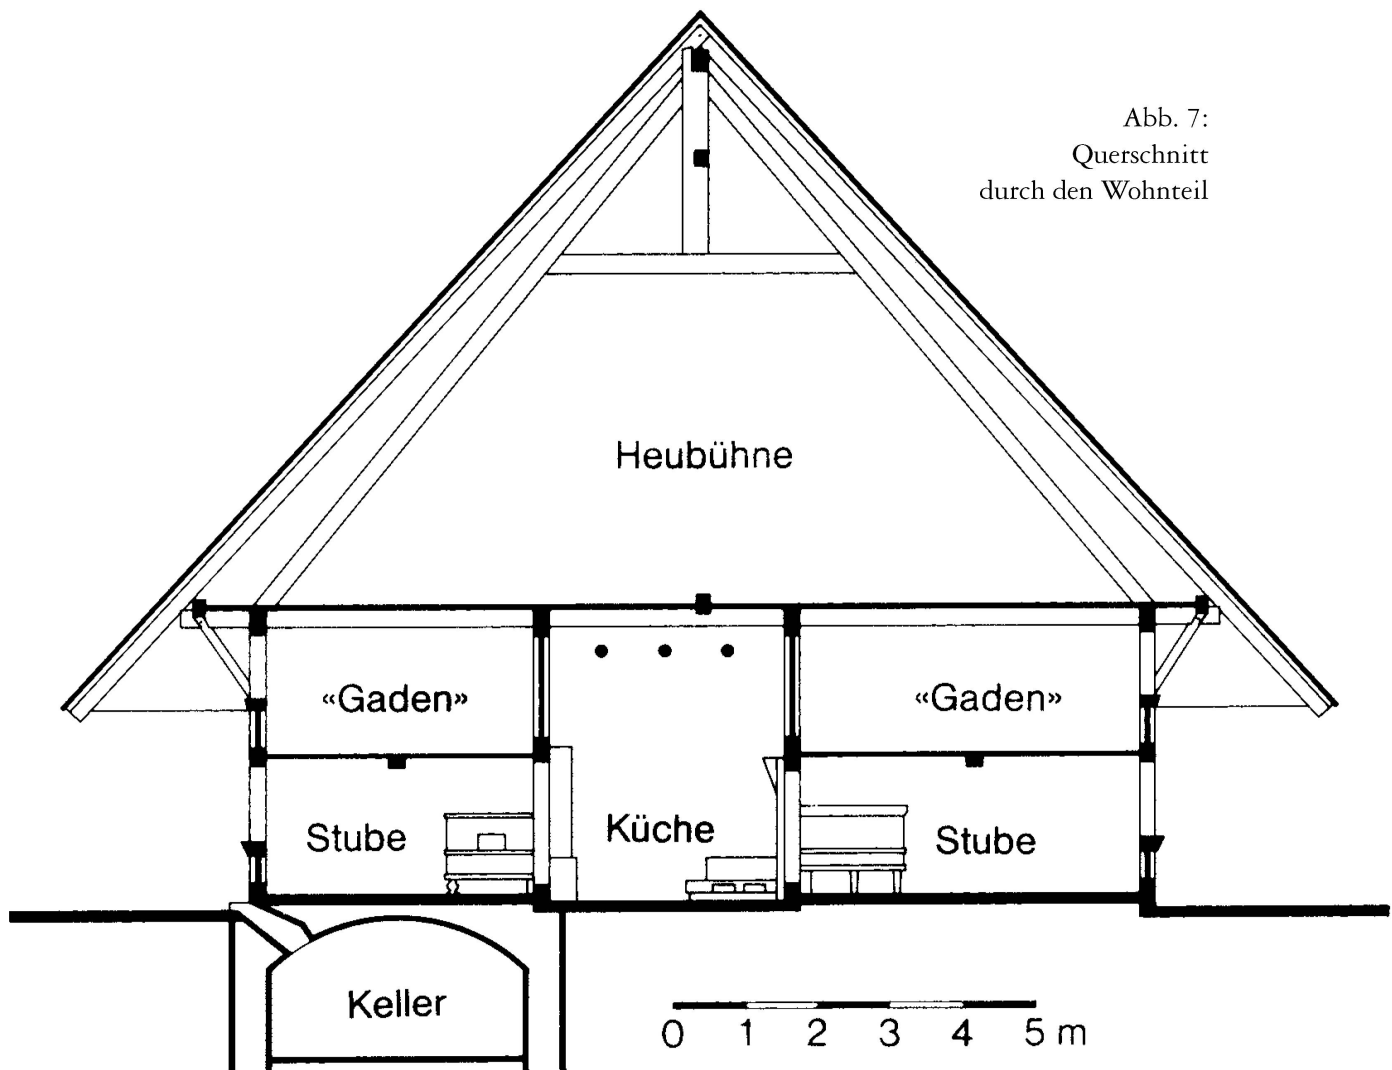 Abb. 7:
Querschnitt
durch den Wohnteil
Heubühne
«Gaden»
«Gaden»
Stube
Küche
Stube
Keller
0 1 2 3 4 5 m